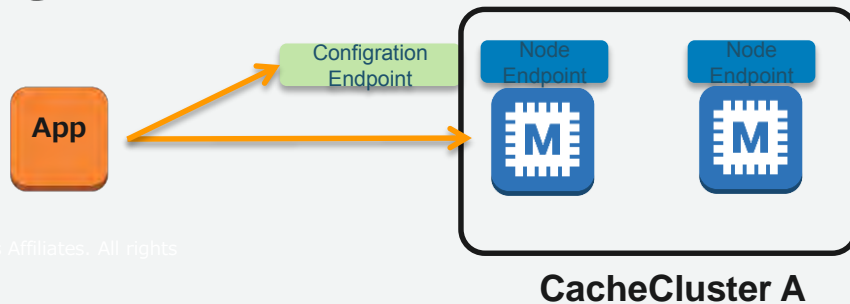 Configration
Endpoint
Node
Endpoint
Node
Endpoint
App
M
M
Affiliates. All rights
CacheCluster A